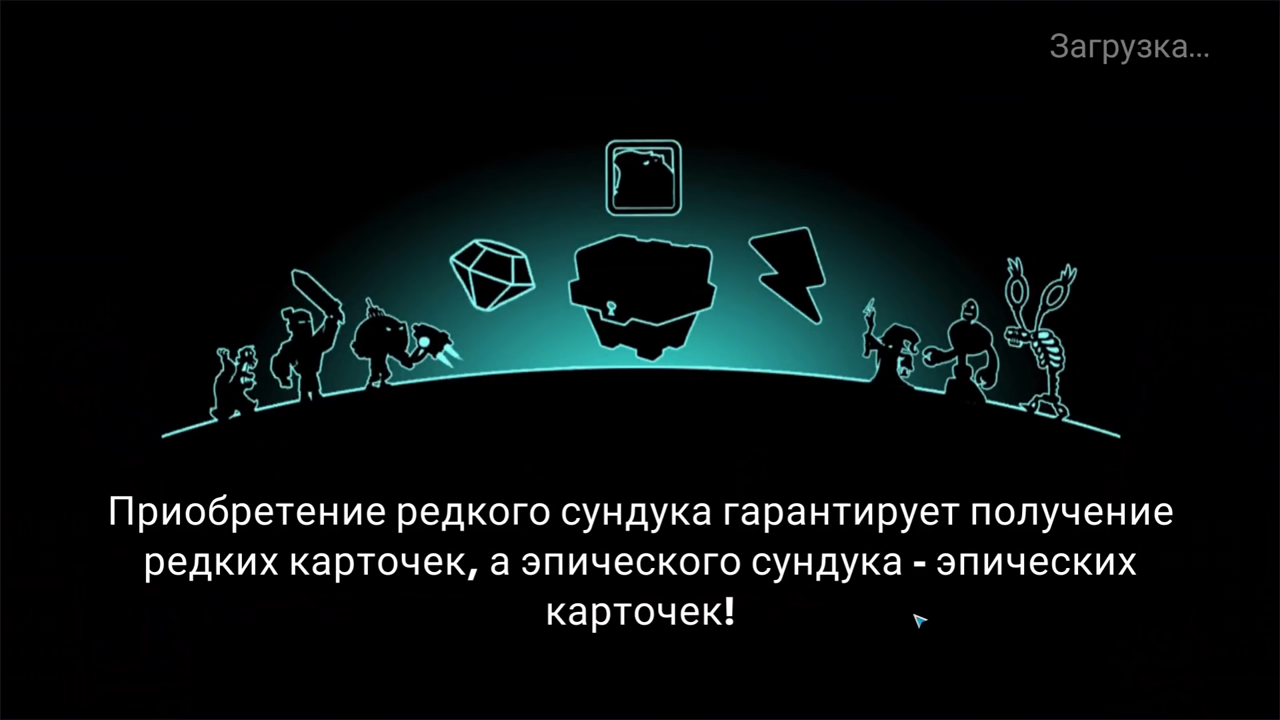 Загрузка...
Приобретение редкого сундука гарантирует получение
редких карточек, а эпического сундука - эпических
карточек!